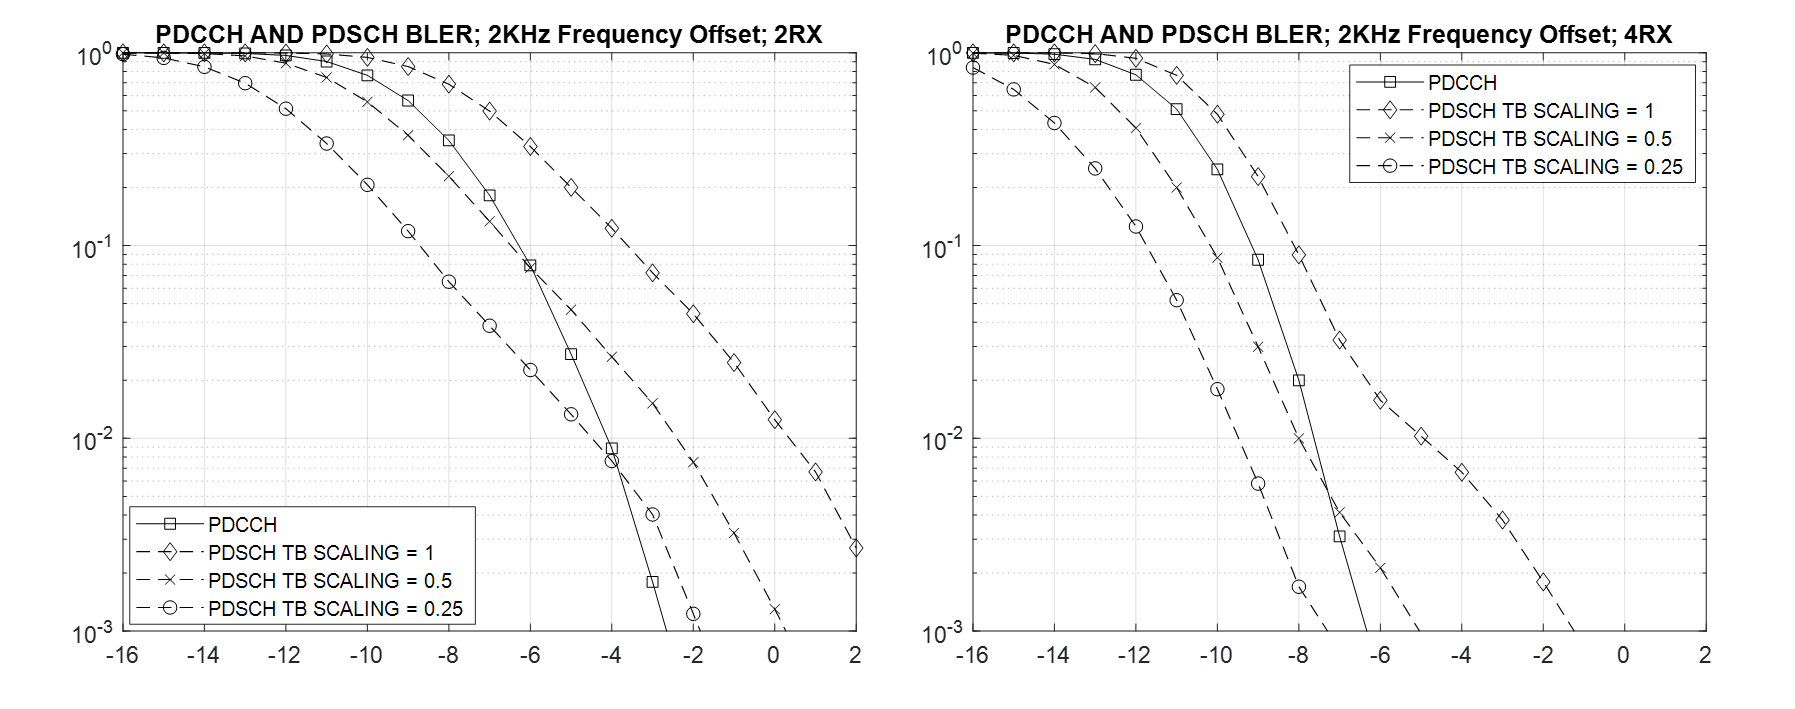 PDCCH AND PDSCH BLER; 2KHz Frequency Offset; 2RX
10^0
10^-1
10^-2
10^-3
PDCCH
PDSCH TB SCALING = 1
PDSCH TB SCALING = 0.5
PDSCH TB SCALING = 0.25
-16 -14 -12 -10 -8 -6 -4 -2 0 2
PDCCH AND PDSCH BLER; 2KHz Frequency Offset; 4RX
10^0
PDCCH
PDSCH TB SCALING = 1
PDSCH TB SCALING = 0.5
PDSCH TB SCALING = 0.25
10^-1
10^-2
10^-3
-16 -14 -12 -10 -8 -6 -4 -2 0 2